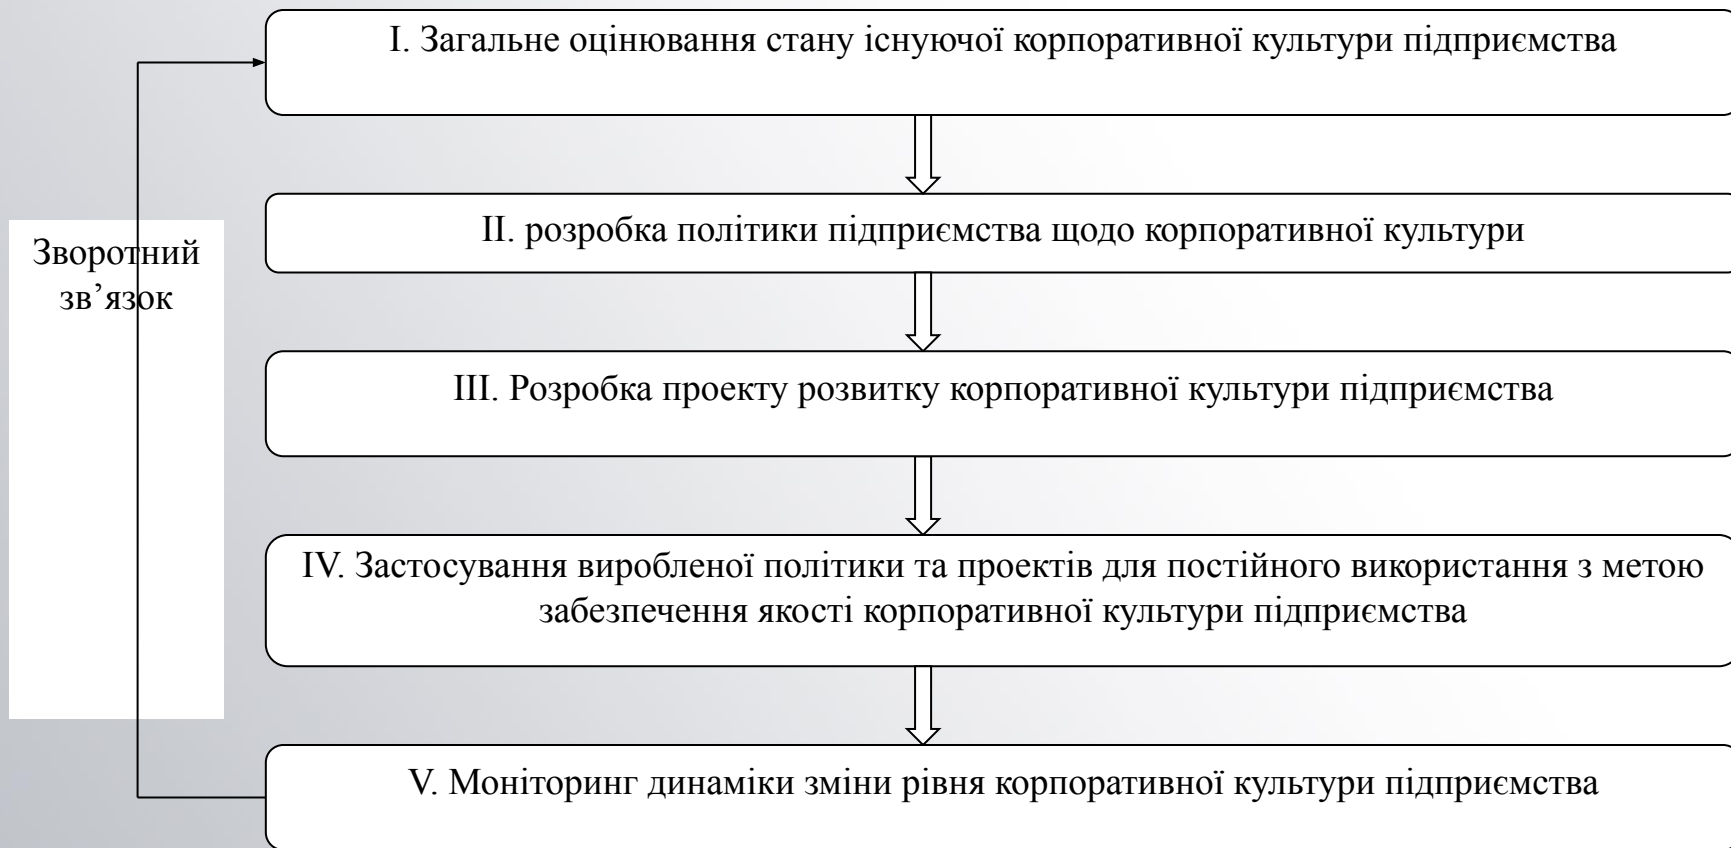 І. Загальне оцінювання стану існуючої корпоративної культури підприємства
ІІ. розробка політики підприємства щодо корпоративної культури
Зворотний
зв’язок
ІІІ. Розробка проекту розвитку корпоративної культури підприємства
IV. Застосування виробленої політики та проектів для постійного використання з метою
забезпечення якості корпоративної культури підприємства
V. Моніторинг динаміки зміни рівня корпоративної культури підприємства